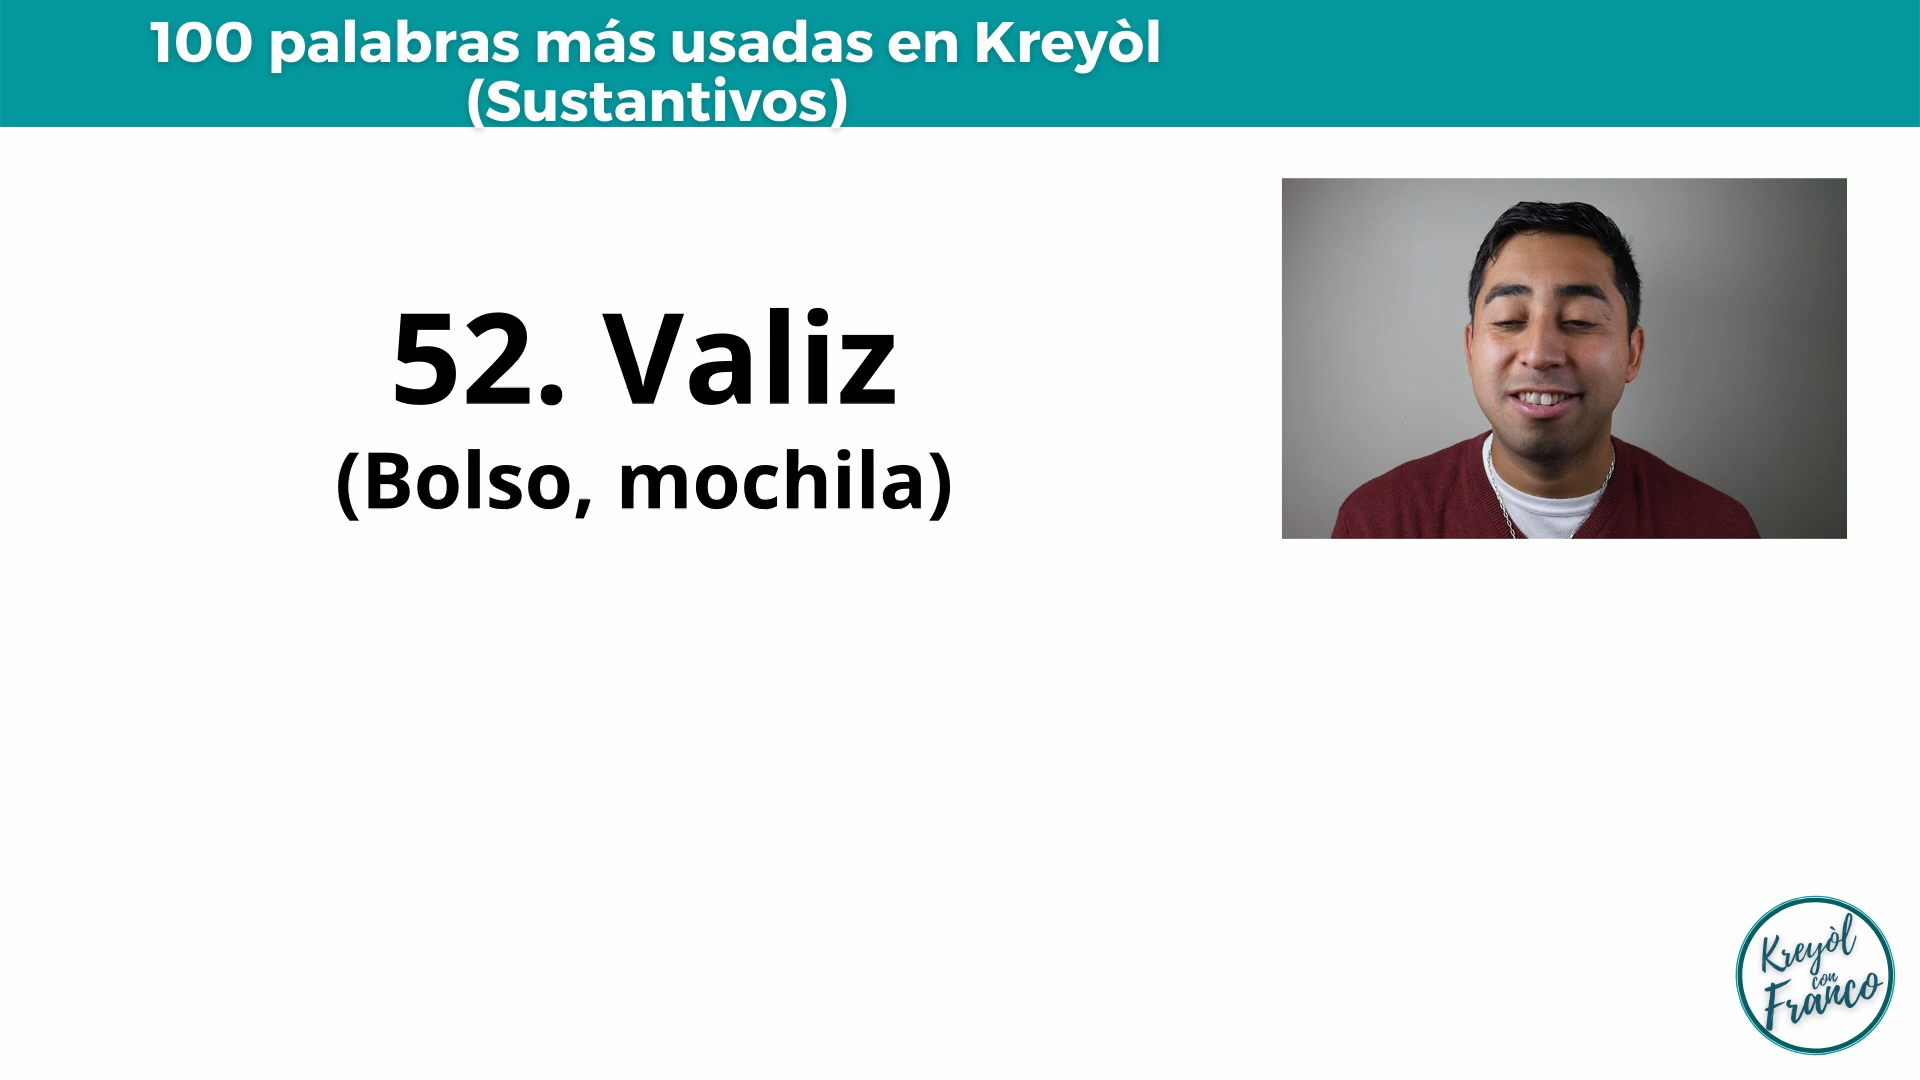 100 palabras más usadas en Kreyòl
(Sustantivos)
52. Valiz
(Bolso, mochila)
Kreyòl
con
Franco